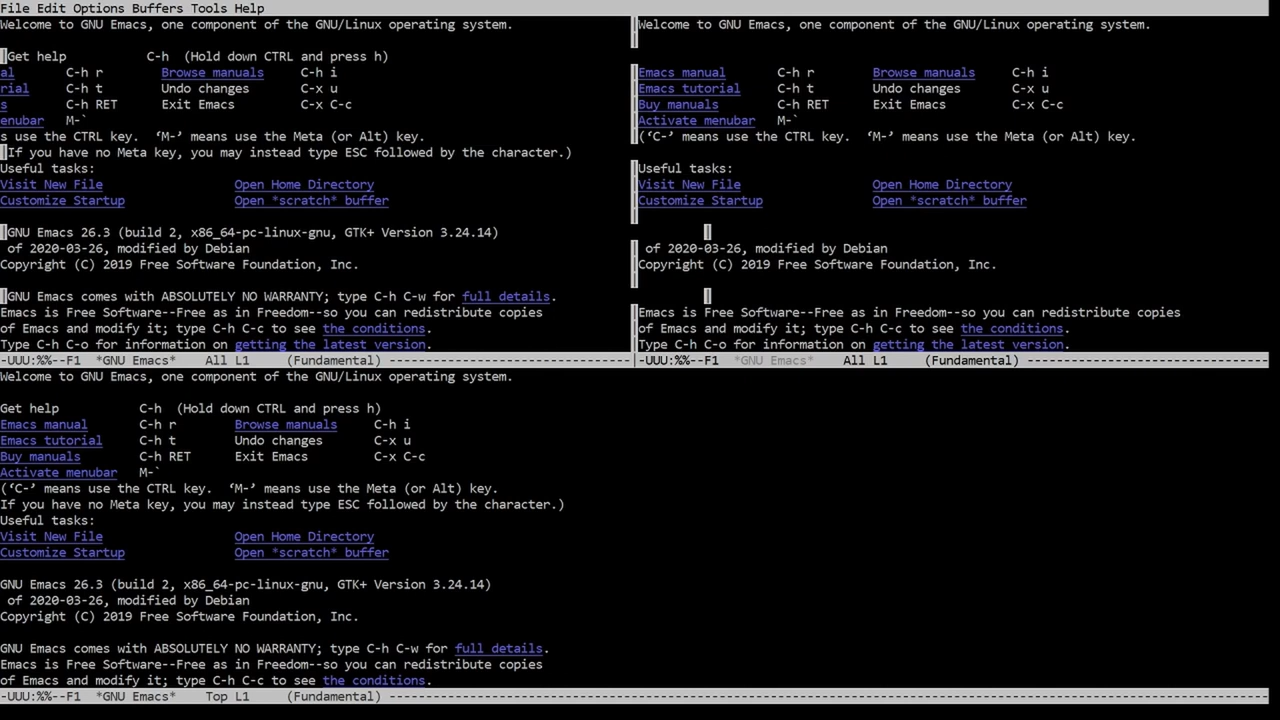 File Edit Options Buffers Tools Help
Welcome to GNU Emacs, one component of the GNU/Linux operating system.
Get help C-h (Hold down CTRL and press h)
al C-h r Browse manuals C-h i
rial C-h t Undo changes C-x u
s C-h RET Exit Emacs C-x C-c
enubar M-`
s use the CTRL key. ‘M-’ means use the Meta (or Alt) key.
If you have no Meta key, you may instead type ESC followed by the character.)
Useful tasks:
Visit New File Open Home Directory
Customize Startup Open *scratch* buffer
GNU Emacs 26.3 (build 2, x86_64-pc-linux-gnu, GTK+ Version 3.24.14)
of 2020-03-26, modified by Debian
Copyright (C) 2019 Free Software Foundation, Inc.
GNU Emacs comes with ABSOLUTELY NO WARRANTY; type C-h C-w for full details.
Emacs is Free Software--Free as in Freedom--so you can redistribute copies
of Emacs and modify it; type C-h C-c to see the conditions.
Type C-h C-o for information on getting the latest version.
-UUU:%%--F1 *GNU Emacs* All L1 (Fundamental) ----------------------------------
Welcome to GNU Emacs, one component of the GNU/Linux operating system.
Emacs manual C-h r Browse manuals C-h i
Emacs tutorial C-h t Undo changes C-x u
Buy manuals C-h RET Exit Emacs C-x C-c
Activate menubar M-`
(‘C-’ means use the CTRL key. ‘M-’ means use the Meta (or Alt) key.
Useful tasks:
Visit New File Open Home Directory
Customize Startup Open *scratch* buffer
of 2020-03-26, modified by Debian
Copyright (C) 2019 Free Software Foundation, Inc.
Emacs is Free Software--Free as in Freedom--so you can redistribute copies
of Emacs and modify it; type C-h C-c to see the conditions.
Type C-h C-o for information on getting the latest version.
-UUU:%%--F1 *GNU Emacs* All L1 (Fundamental) ----------------------------------
Welcome to GNU Emacs, one component of the GNU/Linux operating system.
Get help C-h (Hold down CTRL and press h)
Emacs manual C-h r Browse manuals C-h i
Emacs tutorial C-h t Undo changes C-x u
Buy manuals C-h RET Exit Emacs C-x C-c
Activate menubar M-`
(‘C-’ means use the CTRL key. ‘M-’ means use the Meta (or Alt) key.
If you have no Meta key, you may instead type ESC followed by the character.)
Useful tasks:
Visit New File Open Home Directory
Customize Startup Open *scratch* buffer
GNU Emacs 26.3 (build 2, x86_64-pc-linux-gnu, GTK+ Version 3.24.14)
of 2020-03-26, modified by Debian
Copyright (C) 2019 Free Software Foundation, Inc.
GNU Emacs comes with ABSOLUTELY NO WARRANTY; type C-h C-w for full details.
Emacs is Free Software--Free as in Freedom--so you can redistribute copies
of Emacs and modify it; type C-h C-c to see the conditions.
-UUU:%%--F1 *GNU Emacs* Top L1 (Fundamental) ----------------------------------